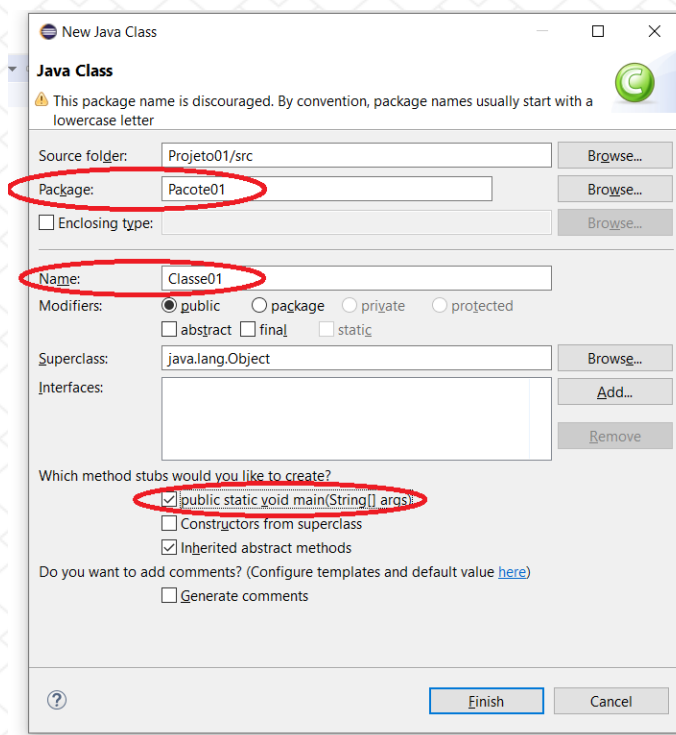 New Java Class
Java Class
This package name is discouraged. By convention, package names usually start with a
lowercase letter
Source folder: Projeto01/src Browse...
Package: Pacote01 Browse...
Enclosing type: Browse...
Name: Classe01
Modifiers: public package private protected
abstract final static
Superclass: java.lang.Object Browse...
Interfaces: Add...
Remove
Which method stubs would you like to create?
public static void main(String[] args)
Constructors from superclass
Inherited abstract methods
Do you want to add comments? (Configure templates and default value here)
Generate comments
? Finish Cancel